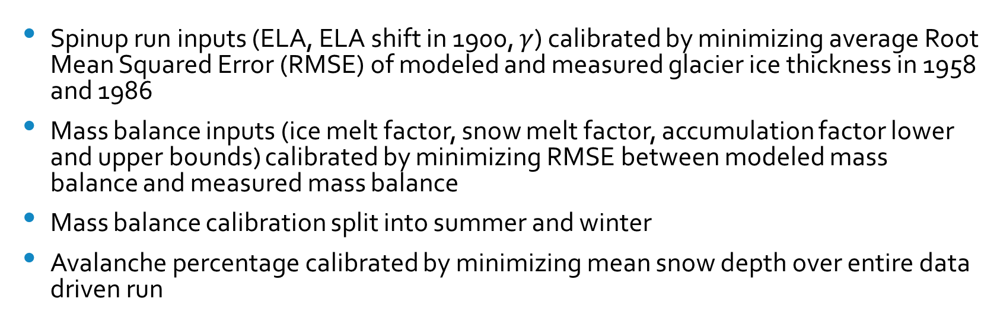 • Spinup run inputs (ELA, ELA shift in 1900, γ) calibrated by minimizing average Root
Mean Squared Error (RMSE) of modeled and measured glacier ice thickness in 1958
and 1986
• Mass balance inputs (ice melt factor, snow melt factor, accumulation factor lower
and upper bounds) calibrated by minimizing RMSE between modeled mass
balance and measured mass balance
• Mass balance calibration split into summer and winter
• Avalanche percentage calibrated by minimizing mean snow depth over entire data
driven run